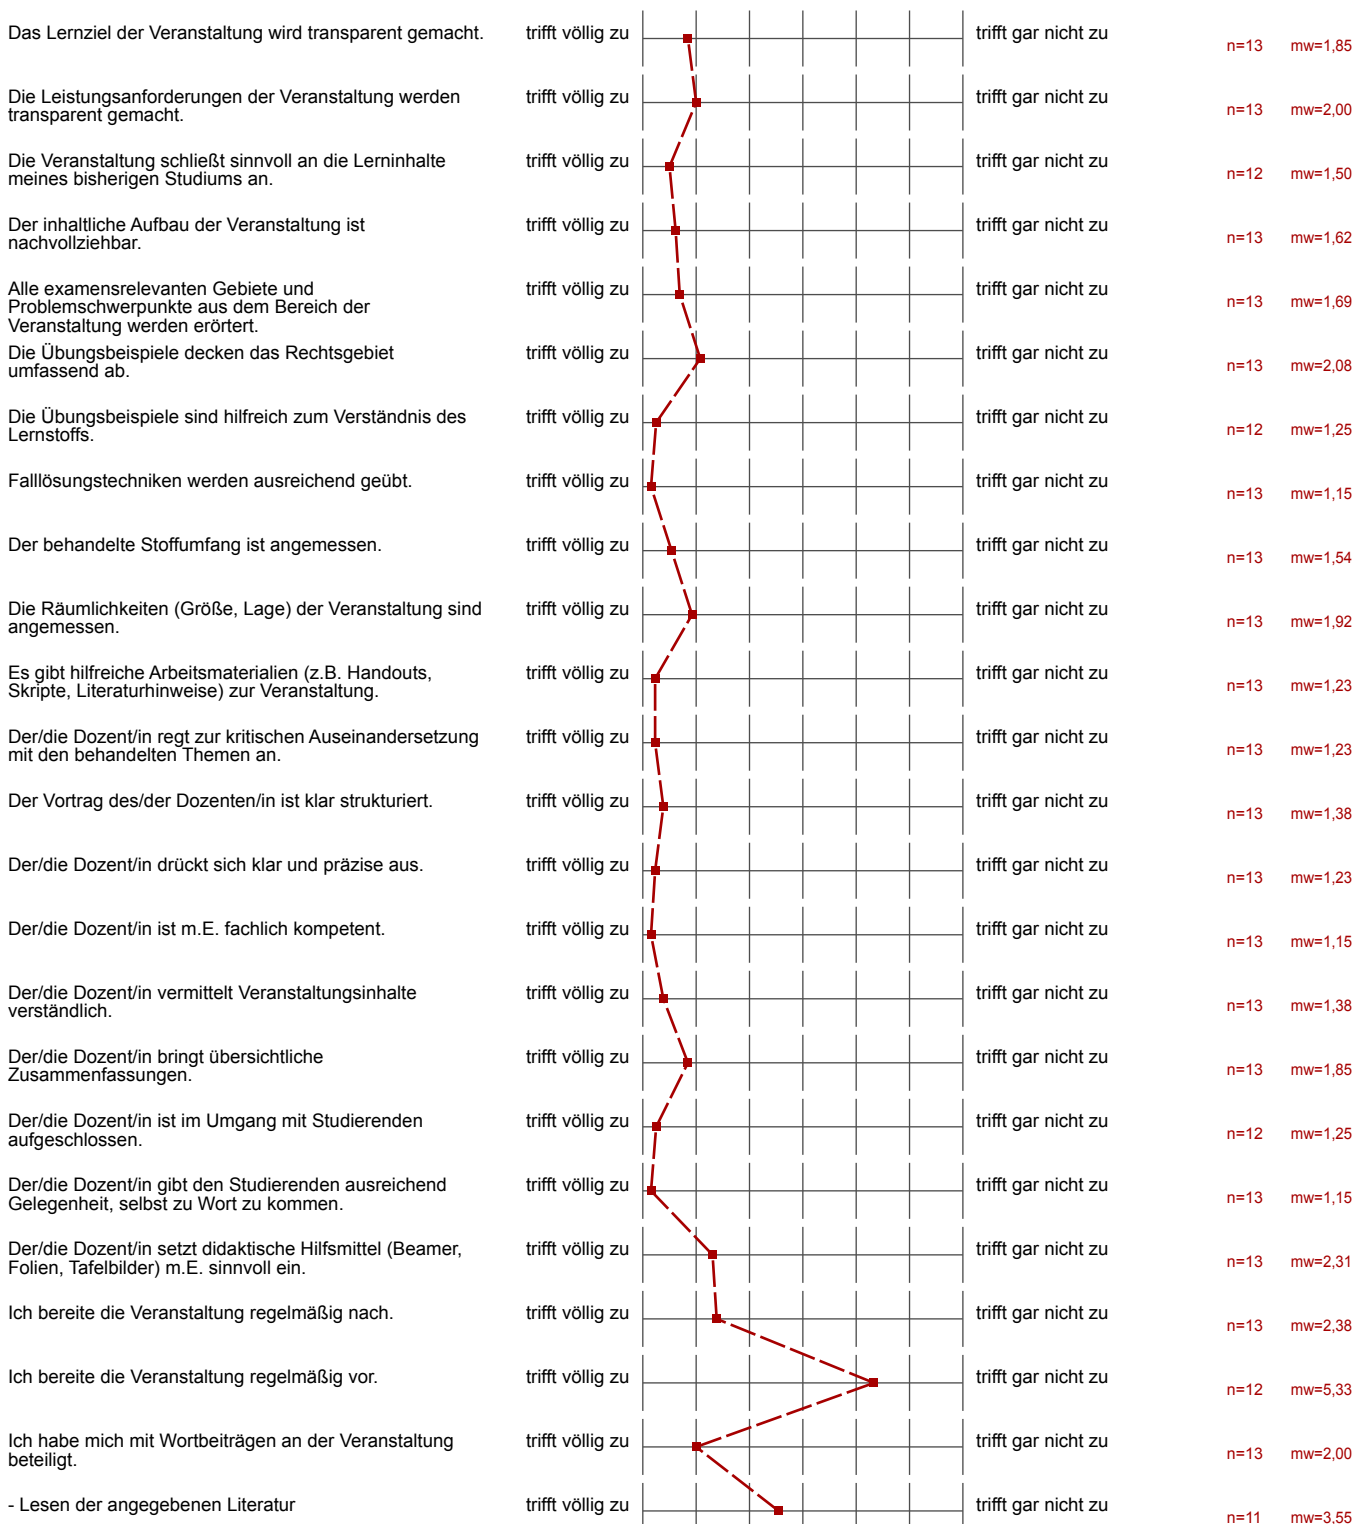 Das Lernziel der Veranstaltung wird transparent gemacht. trifft völlig zu trifft gar nicht zu n=13 mw=1,85
Die Leistungsanforderungen der Veranstaltung werden
transparent gemacht. trifft völlig zu trifft gar nicht zu n=13 mw=2,00
Die Veranstaltung schließt sinnvoll an die Lerninhalte
meines bisherigen Studiums an. trifft völlig zu trifft gar nicht zu n=12 mw=1,50
Der inhaltliche Aufbau der Veranstaltung ist
nachvollziehbar. trifft völlig zu trifft gar nicht zu n=13 mw=1,62
Alle examensrelevanten Gebiete und
Problemschwerpunkte aus dem Bereich der
Veranstaltung werden erörtert. trifft völlig zu trifft gar nicht zu n=13 mw=1,69
Die Übungsbeispiele decken das Rechtsgebiet
umfassend ab. trifft völlig zu trifft gar nicht zu n=13 mw=2,08
Die Übungsbeispiele sind hilfreich zum Verständnis des
Lernstoffs. trifft völlig zu trifft gar nicht zu n=12 mw=1,25
Falllösungstechniken werden ausreichend geübt. trifft völlig zu trifft gar nicht zu n=13 mw=1,15
Der behandelte Stoffumfang ist angemessen. trifft völlig zu trifft gar nicht zu n=13 mw=1,54
Die Räumlichkeiten (Größe, Lage) der Veranstaltung sind
angemessen. trifft völlig zu trifft gar nicht zu n=13 mw=1,92
Es gibt hilfreiche Arbeitsmaterialien (z.B. Handouts,
Skripte, Literaturhinweise) zur Veranstaltung. trifft völlig zu trifft gar nicht zu n=13 mw=1,23
Der/die Dozent/in regt zur kritischen Auseinandersetzung
mit den behandelten Themen an. trifft völlig zu trifft gar nicht zu n=13 mw=1,23
Der Vortrag des/der Dozenten/in ist klar strukturiert. trifft völlig zu trifft gar nicht zu n=13 mw=1,38
Der/die Dozent/in drückt sich klar und präzise aus. trifft völlig zu trifft gar nicht zu n=13 mw=1,23
Der/die Dozent/in ist m.E. fachlich kompetent. trifft völlig zu trifft gar nicht zu n=13 mw=1,15
Der/die Dozent/in vermittelt Veranstaltungsinhalte
verständlich. trifft völlig zu trifft gar nicht zu n=13 mw=1,38
Der/die Dozent/in bringt übersichtliche
Zusammenfassungen. trifft völlig zu trifft gar nicht zu n=13 mw=1,85
Der/die Dozent/in ist im Umgang mit Studierenden
aufgeschlossen. trifft völlig zu trifft gar nicht zu n=12 mw=1,25
Der/die Dozent/in gibt den Studierenden ausreichend
Gelegenheit, selbst zu Wort zu kommen. trifft völlig zu trifft gar nicht zu n=13 mw=1,15
Der/die Dozent/in setzt didaktische Hilfsmittel (Beamer,
Folien, Tafelbilder) m.E. sinnvoll ein. trifft völlig zu trifft gar nicht zu n=13 mw=2,31
Ich bereite die Veranstaltung regelmäßig nach. trifft völlig zu trifft gar nicht zu n=13 mw=2,38
Ich bereite die Veranstaltung regelmäßig vor. trifft völlig zu trifft gar nicht zu n=12 mw=5,33
Ich habe mich mit Wortbeiträgen an der Veranstaltung
beteiligt. trifft völlig zu trifft gar nicht zu n=13 mw=2,00
- Lesen der angegebenen Literatur trifft völlig zu trifft gar nicht zu n=11 mw=3,55